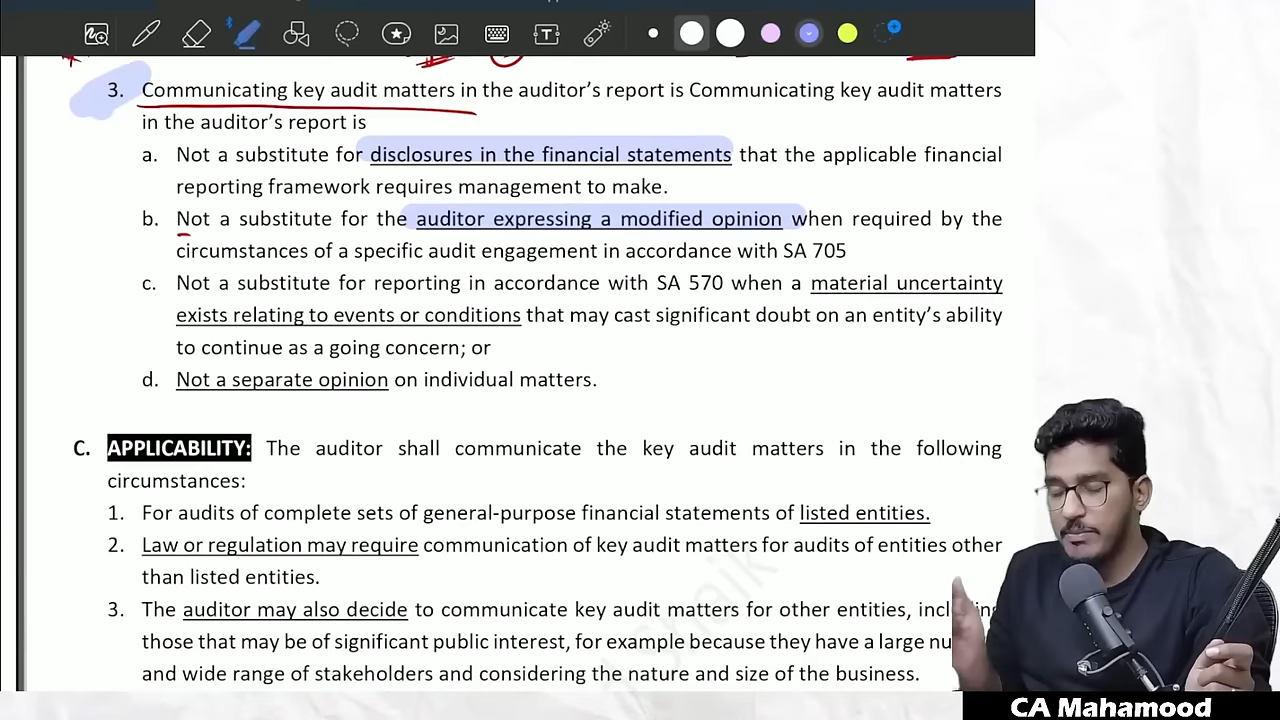 3. Communicating key audit matters in the auditor's report is Communicating key audit matters
in the auditor's report is
a. Not a substitute for disclosures in the financial statements that the applicable financial
reporting framework requires management to make.
b. Not a substitute for the auditor expressing a modified opinion when required by the
circumstances of a specific audit engagement in accordance with SA 705
c. Not a substitute for reporting in accordance with SA 570 when a material uncertainty
exists relating to events or conditions that may cast significant doubt on an entity's ability
to continue as a going concern; or
d. Not a separate opinion on individual matters.
C. APPLICABILITY: The auditor shall communicate the key audit matters in the following
circumstances:
1. For audits of complete sets of general-purpose financial statements of listed entities.
2. Law or regulation may require communication of key audit matters for audits of entities other
than listed entities.
3. The auditor may also decide to communicate key audit matters for other entities,
those that may be of significant public interest, for example because they have a large
and wide range of stakeholders and considering the nature and size of the business.
CA Mahamood